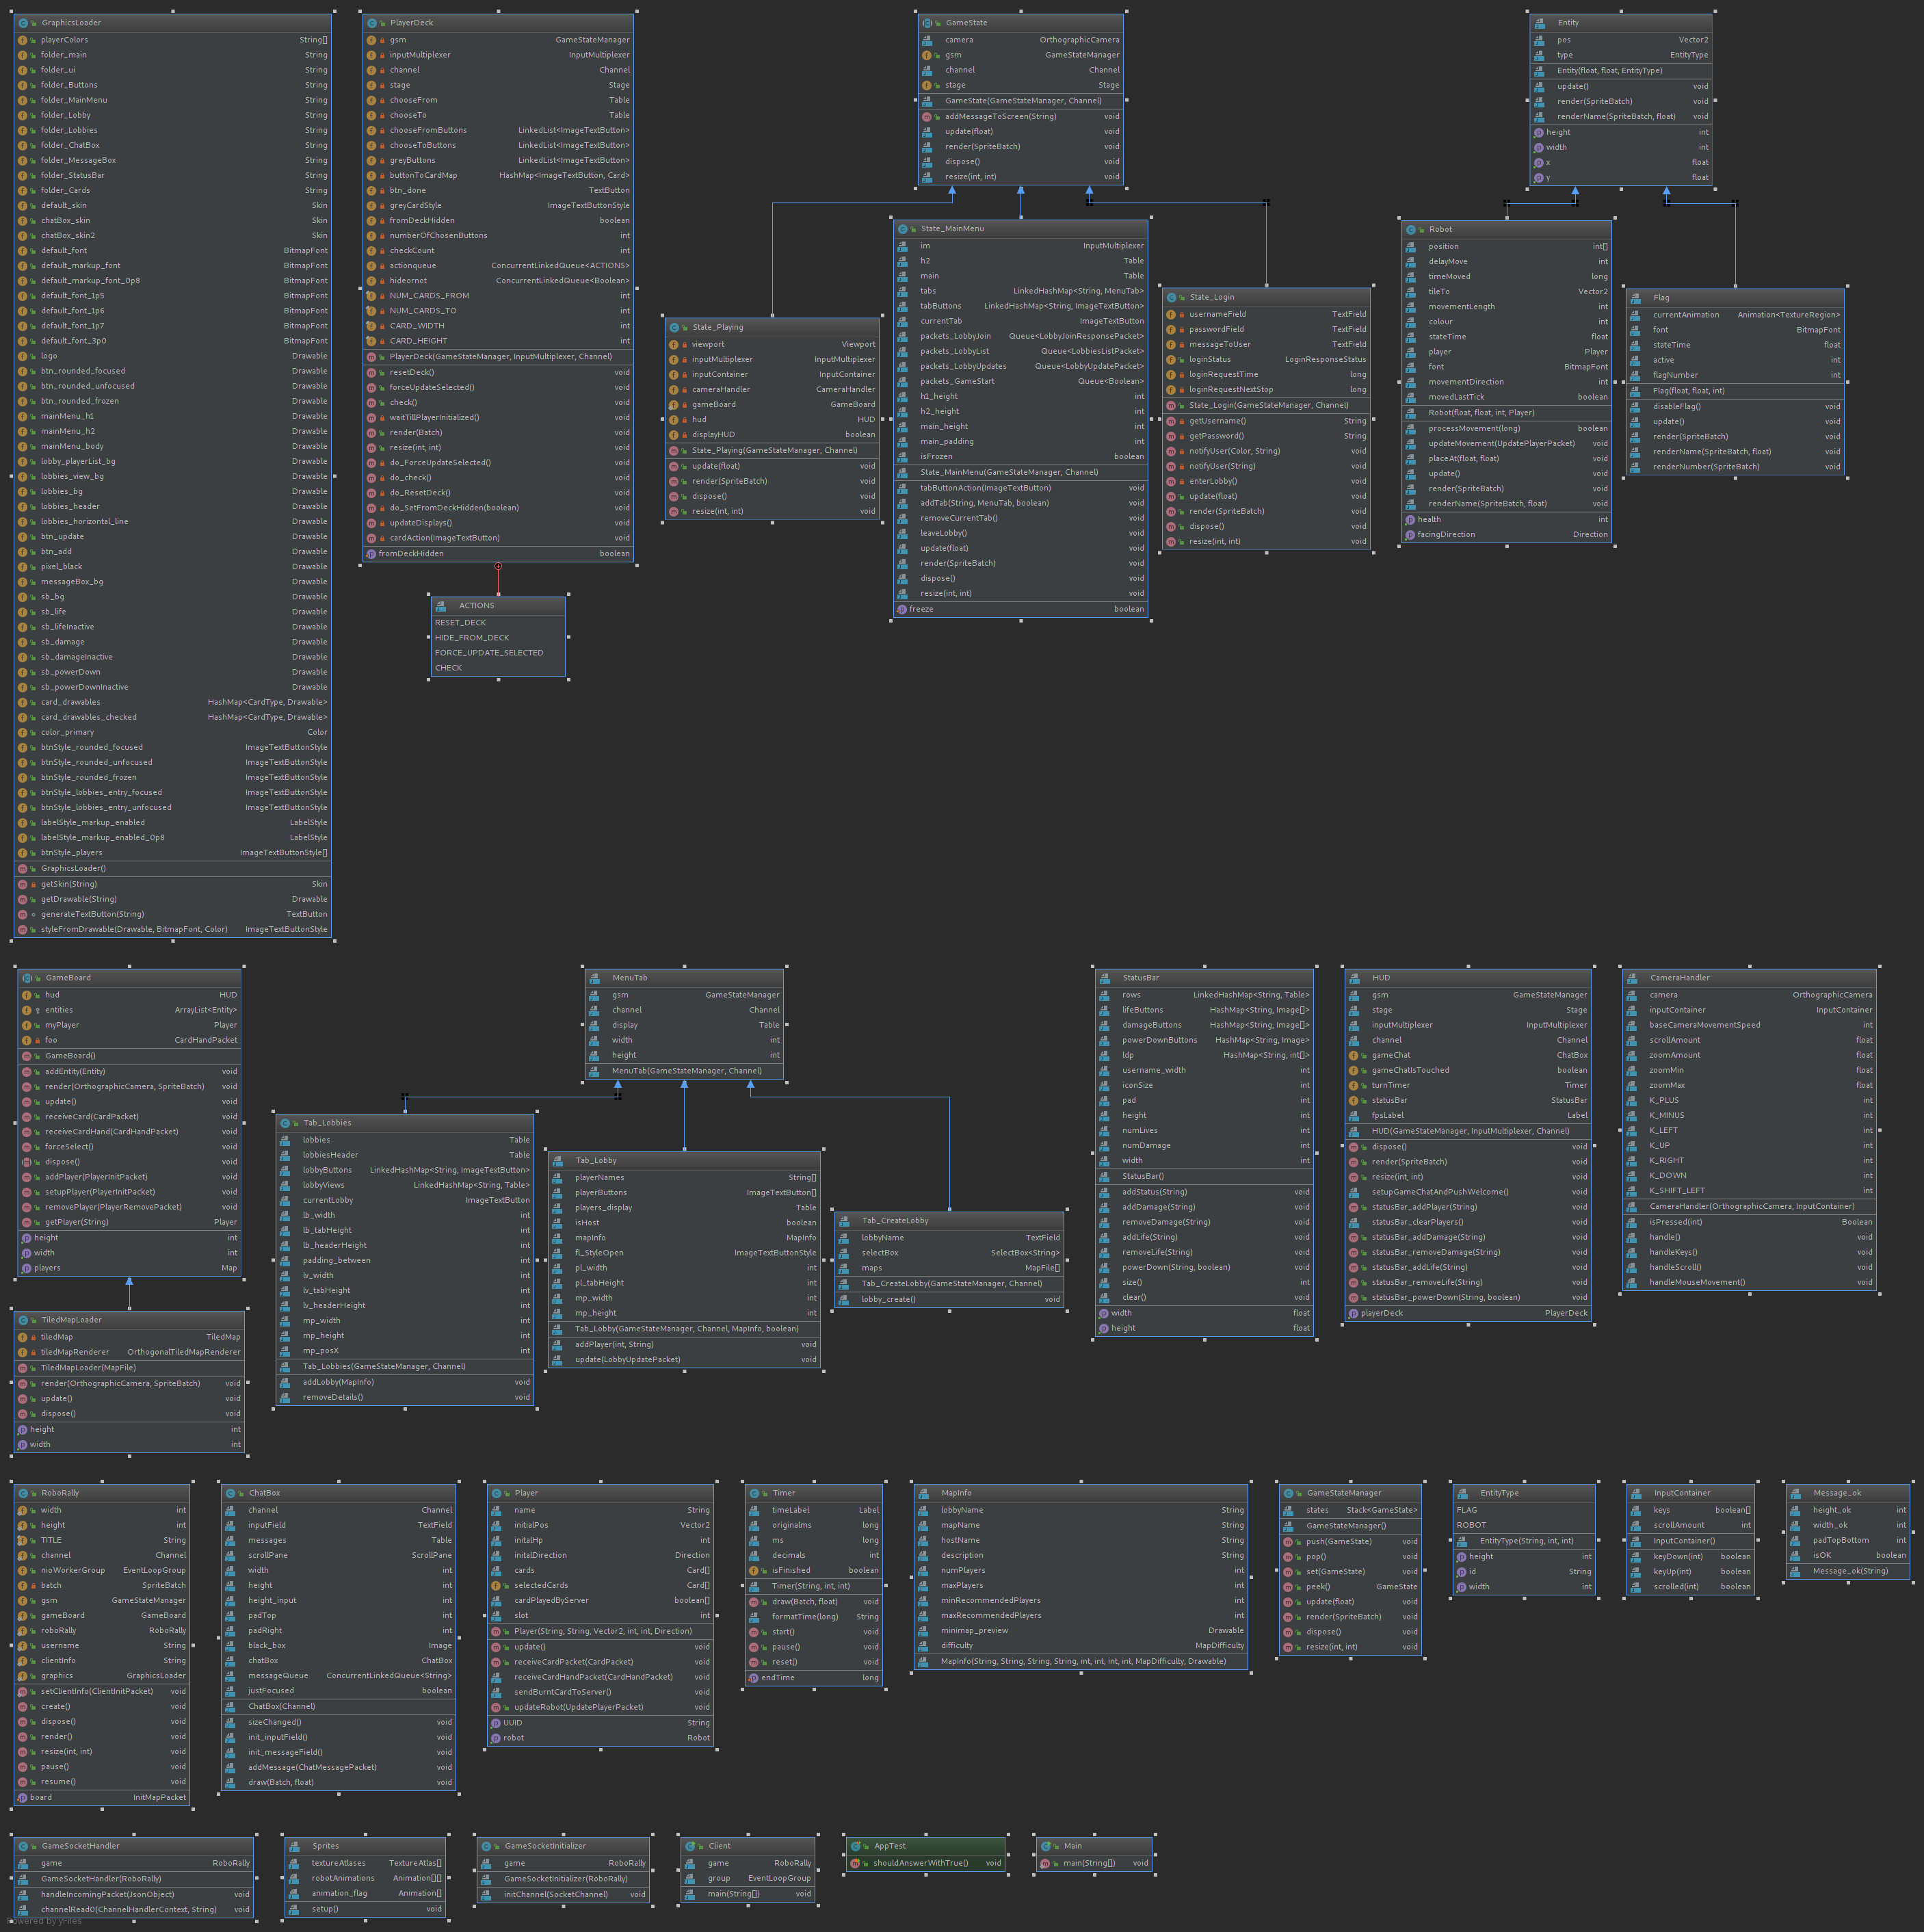 GraphicsLoader
playerColors String[]
folder_main String
folder_ui String
folder_Buttons String
folder_MainMenu String
folder_Lobby String
folder_Lobbies String
folder_ChatBox String
folder_MessageBox String
folder_StatusBar String
folder_Cards String
default_skin Skin
chatBox_skin Skin
chatBox_skin2 Skin
default_font BitmapFont
default_markup_font BitmapFont
default_markup_font_0p8 BitmapFont
default_font_1p5 BitmapFont
default_font_1p6 BitmapFont
default_font_1p7 BitmapFont
default_font_3p0 BitmapFont
logo Drawable
btn_rounded_focused Drawable
btn_rounded_unfocused Drawable
btn_rounded_frozen Drawable
mainMenu_h1 Drawable
mainMenu_h2 Drawable
mainMenu_body Drawable
lobby_playerList_bg Drawable
lobbies_view_bg Drawable
lobbies_bg Drawable
lobbies_header Drawable
lobbies_horizontal_line Drawable
btn_update Drawable
btn_add Drawable
pixel_black Drawable
messageBox_bg Drawable
sb_bg Drawable
sb_life Drawable
sb_lifeInactive Drawable
sb_damage Drawable
sb_damageInactive Drawable
sb_powerDown Drawable
sb_powerDownInactive Drawable
card_drawables HashMap<CardType, Drawable>
card_drawables_checked HashMap<CardType, Drawable>
color_primary Color
btnStyle_rounded_focused ImageTextButtonStyle
btnStyle_rounded_unfocused ImageTextButtonStyle
btnStyle_rounded_frozen ImageTextButtonStyle
btnStyle_lobbies_entry_focused ImageTextButtonStyle
btnStyle_lobbies_entry_unfocused ImageTextButtonStyle
labelStyle_markup_enabled LabelStyle
labelStyle_markup_enabled_0p8 LabelStyle
btnStyle_players ImageTextButtonStyle[]
GraphicsLoader()
getSkin(String) Skin
getDrawable(String) Drawable
generateTextButton(String) TextButton
styleFromDrawable(Drawable, BitmapFont, Color) ImageTextButtonStyle
PlayerDeck
gsm GameStateManager
inputMultiplexer InputMultiplexer
channel Channel
stage Stage
chooseFrom Table
chooseTo Table
chooseFromButtons LinkedList<ImageTextButton>
chooseToButtons LinkedList<ImageTextButton>
greyButtons LinkedList<ImageTextButton>
buttonToCardMap HashMap<ImageTextButton, Card>
btn_done TextButton
greyCardStyle ImageTextButtonStyle
fromDeckHidden boolean
numberOfChosenButtons int
checkCount int
actionqueue ConcurrentLinkedQueue<ACTIONS>
hideornot ConcurrentLinkedQueue<Boolean>
NUM_CARDS_FROM int
NUM_CARDS_TO int
CARD_WIDTH int
CARD_HEIGHT int
PlayerDeck(GameStateManager, InputMultiplexer, Channel)
resetDeck() void
forceUpdateSelected() void
check() void
waitTillPlayerInitialized() void
render(Batch) void
resize(int, int) void
do_ForceUpdateSelected() void
do_check() void
do_ResetDeck() void
do_SetFromDeckHidden(boolean) void
updateDisplays() void
cardAction(ImageTextButton) void
fromDeckHidden boolean
ACTIONS
RESET_DECK
HIDE_FROM_DECK
FORCE_UPDATE_SELECTED
CHECK
GameState
camera OrthographicCamera
gsm GameStateManager
channel Channel
stage Stage
GameState(GameStateManager, Channel)
addMessageToScreen(String) void
update(float) void
render(SpriteBatch) void
dispose() void
resize(int, int) void
State_Playing
viewport Viewport
inputMultiplexer InputMultiplexer
inputContainer InputContainer
cameraHandler CameraHandler
gameBoard GameBoard
hud HUD
displayHUD boolean
State_Playing(GameStateManager, Channel)
update(float) void
render(SpriteBatch) void
dispose() void
resize(int, int) void
State_MainMenu
im InputMultiplexer
h2 Table
main Table
tabs LinkedHashMap<String, MenuTab>
tabButtons LinkedHashMap<String, ImageTextButton>
currentTab ImageTextButton
packets_LobbyJoin Queue<LobbyJoinResponsePacket>
packets_LobbyList Queue<LobbiesListPacket>
packets_LobbyUpdates Queue<LobbyUpdatePacket>
packets_GameStart Queue<Boolean>
h1_height int
h2_height int
main_height int
main_padding int
isFrozen boolean
State_MainMenu(GameStateManager, Channel)
tabButtonAction(ImageTextButton) void
addTab(String, MenuTab, boolean) void
removeCurrentTab() void
leaveLobby() void
update(float) void
render(SpriteBatch) void
dispose() void
resize(int, int) void
freeze boolean
State_Login
usernameField TextField
passwordField TextField
messageToUser TextField
loginStatus LoginResponseStatus
loginRequestTime long
loginRequestNextStop long
State_Login(GameStateManager, Channel)
getUsername() String
getPassword() String
notifyUser(Color, String) void
notifyUser(String) void
enterLobby() void
update(float) void
render(SpriteBatch) void
dispose() void
resize(int, int) void
Entity
pos Vector2
type EntityType
Entity(float, float, EntityType)
update() void
render(SpriteBatch) void
renderName(SpriteBatch, float) void
height int
width int
x float
y float
Robot
position int[]
delayMove int
timeMoved long
tileTo Vector2
movementLength int
colour int
stateTime float
player Player
font BitmapFont
movementDirection int
movedLastTick boolean
Robot(float, float, int, Player)
processMovement(long) boolean
updateMovement(UpdatePlayerPacket) void
placeAt(float, float) void
update() void
render(SpriteBatch) void
renderName(SpriteBatch, float) void
health int
facingDirection Direction
Flag
currentAnimation Animation<TextureRegion>
font BitmapFont
stateTime float
active int
flagNumber int
Flag(float, float, int)
disableFlag() void
update() void
render(SpriteBatch) void
renderName(SpriteBatch, float) void
renderNumber(SpriteBatch) void
GameBoard
hud HUD
entities ArrayList<Entity>
myPlayer Player
foo CardHandPacket
GameBoard()
addEntity(Entity) void
render(OrthographicCamera, SpriteBatch) void
update() void
receiveCard(CardPacket) void
receiveCardHand(CardHandPacket) void
forceSelect() void
dispose() void
addPlayer(PlayerInitPacket) void
setupPlayer(PlayerInitPacket) void
removePlayer(PlayerRemovePacket) void
getPlayer(String) Player
height int
width int
players Map
TiledMapLoader
tiledMap TiledMap
tiledMapRenderer OrthogonalTiledMapRenderer
TiledMapLoader(MapFile)
render(OrthographicCamera, SpriteBatch) void
update() void
dispose() void
height int
width int
MenuTab
gsm GameStateManager
channel Channel
display Table
width int
height int
MenuTab(GameStateManager, Channel)
Tab_Lobbies
lobbies Table
lobbiesHeader Table
lobbyButtons LinkedHashMap<String, ImageTextButton>
lobbyViews LinkedHashMap<String, Table>
currentLobby ImageTextButton
lb_width int
lb_tabHeight int
lb_headerHeight int
padding_between int
lv_width int
lv_tabHeight int
lv_headerHeight int
mp_width int
mp_height int
mp_posX int
Tab_Lobbies(GameStateManager, Channel)
addLobby(MapInfo) void
removeDetails() void
Tab_Lobby
playerNames String[]
playerButtons ImageTextButton[]
players_display Table
isHost boolean
mapInfo MapInfo
fl_StyleOpen ImageTextButtonStyle
pl_width int
pl_tabHeight int
mp_width int
mp_height int
Tab_Lobby(GameStateManager, Channel, MapInfo, boolean)
addPlayer(int, String) void
update(LobbyUpdatePacket) void
Tab_CreateLobby
lobbyName TextField
selectBox SelectBox<String>
maps MapFile[]
Tab_CreateLobby(GameStateManager, Channel)
lobby_create() void
StatusBar
rows LinkedHashMap<String, Table>
lifeButtons HashMap<String, Image[]>
damageButtons HashMap<String, Image[]>
powerDownButtons HashMap<String, Image>
ldp HashMap<String, int[]>
username_width int
iconSize int
pad int
height int
numLives int
numDamage int
width int
StatusBar()
addStatus(String) void
addDamage(String) void
removeDamage(String) void
addLife(String) void
removeLife(String) void
powerDown(String, boolean) void
size() int
clear() void
width float
height float
HUD
gsm GameStateManager
stage Stage
inputMultiplexer InputMultiplexer
channel Channel
gameChat ChatBox
gameChatIsTouched boolean
turnTimer Timer
statusBar StatusBar
fpsLabel Label
HUD(GameStateManager, InputMultiplexer, Channel)
dispose() void
render(SpriteBatch) void
resize(int, int) void
setupGameChatAndPushWelcome() void
statusBar_addPlayer(String) void
statusBar_clearPlayers() void
statusBar_addDamage(String) void
statusBar_removeDamage(String) void
statusBar_addLife(String) void
statusBar_removeLife(String) void
statusBar_powerDown(String, boolean) void
playerDeck PlayerDeck
CameraHandler
camera OrthographicCamera
inputContainer InputContainer
baseCameraMovementSpeed int
scrollAmount float
zoomAmount float
zoomMin float
zoomMax float
K_PLUS int
K_MINUS int
K_LEFT int
K_UP int
K_RIGHT int
K_DOWN int
K_SHIFT_LEFT int
CameraHandler(OrthographicCamera, InputContainer)
isPressed(int) Boolean
handle() void
handleKeys() void
handleScroll() void
handleMouseMovement() void
RoboRally
width int
height int
TITLE String
channel Channel
nioWorkerGroup EventLoopGroup
batch SpriteBatch
gsm GameStateManager
gameBoard GameBoard
roboRally RoboRally
username String
clientInfo String
graphics GraphicsLoader
setClientInfo(ClientInitPacket) void
create() void
dispose() void
render() void
resize(int, int) void
pause() void
resume() void
board InitMapPacket
ChatBox
channel Channel
inputField TextField
messages Table
scrollPane ScrollPane
width int
height int
height_input int
padTop int
padRight int
black_box Image
chatBox ChatBox
messageQueue ConcurrentLinkedQueue<String>
justFocused boolean
ChatBox(Channel)
sizeChanged() void
init_inputField() void
init_messageField() void
addMessage(ChatMessagePacket) void
draw(Batch, float) void
Player
name String
initialPos Vector2
initalHp int
initalDirection Direction
cards Card[]
selectedCards Card[]
cardPlayedByServer boolean[]
slot int
Player(String, String, Vector2, int, int, Direction)
update() void
receiveCardPacket(CardPacket) void
receiveCardHandPacket(CardHandPacket) void
sendBurntCardToServer() void
updateRobot(UpdatePlayerPacket) void
UUID String
robot Robot
Timer
timeLabel Label
originalms long
ms long
decimals int
isFinished boolean
Timer(String, int, int)
draw(Batch, float) void
formatTime(long) String
start() void
pause() void
reset() void
endTime long
MapInfo
lobbyName String
mapName String
hostName String
description String
numPlayers int
maxPlayers int
minRecommendedPlayers int
maxRecommendedPlayers int
minimap_preview Drawable
difficulty MapDifficulty
MapInfo(String, String, String, String, int, int, int, int, MapDifficulty, Drawable)
GameStateManager
states Stack<GameState>
GameStateManager()
push(GameState) void
pop() void
set(GameState) void
peek() GameState
update(float) void
render(SpriteBatch) void
dispose() void
resize(int, int) void
EntityType
FLAG
ROBOT
EntityType(String, int, int)
height int
id String
width int
InputContainer
keys boolean[]
scrollAmount int
InputContainer()
keyDown(int) boolean
keyUp(int) boolean
scrolled(int) boolean
Message_ok
height_ok int
width_ok int
padTopBottom int
isOK boolean
Message_ok(String)
GameSocketHandler
game RoboRally
GameSocketHandler(RoboRally)
handleIncomingPacket(JsonObject) void
channelRead0(ChannelHandlerContext, String) void
Sprites
textureAtlases TextureAtlas[]
robotAnimations Animation[][]
animation_flag Animation[]
setup() void
GameSocketInitializer
game RoboRally
GameSocketInitializer(RoboRally)
initChannel(SocketChannel) void
Client
game RoboRally
group EventLoopGroup
main(String[]) void
AppTest
shouldAnswerWithTrue() void
Main
main(String[]) void
Powered by yFiles